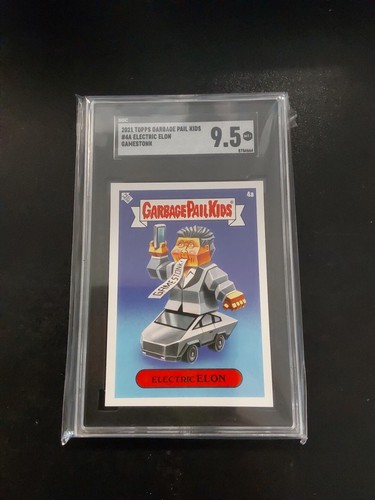 2021 TOPPS GARBAGE PAIL KIDS
#4A ELECTRIC ELON
GAMESTONK
9.5
4a
GARBAGE PAIL KIDS
GAMESTONK
ELECTRIC ELON